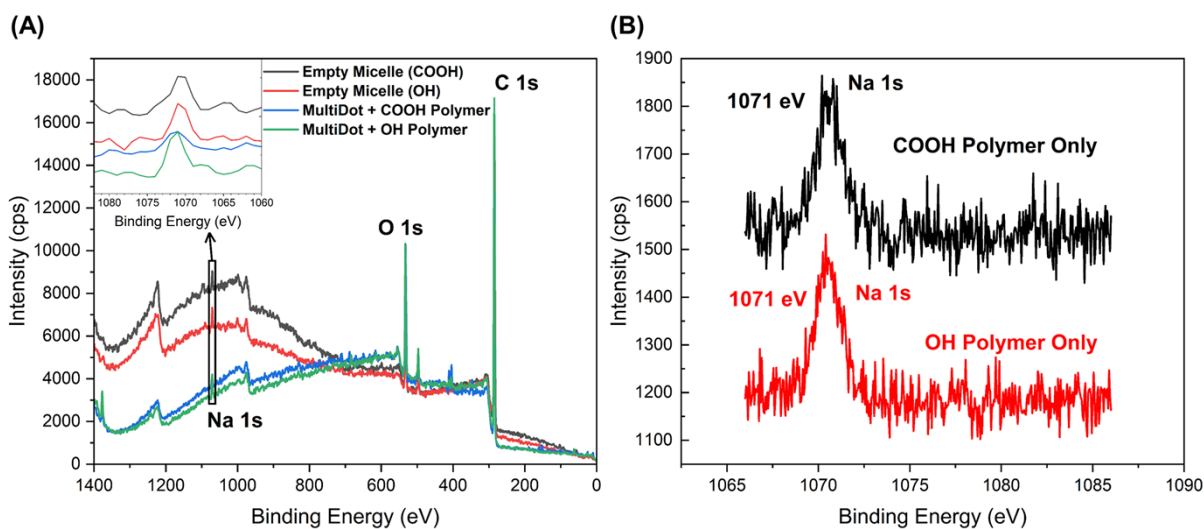 (A)
18000
16000
14000
12000
10000
8000
6000
4000
2000
0
Intensity (cps)
1400
1200
1000
800
600
400
200
0
Binding Energy (eV)
1080
1075
1070
1065
1060
Binding Energy (eV)
Empty Micelle (COOH)
Empty Micelle (OH)
MultiDot + COOH Polymer
MultiDot + OH Polymer
C 1s
O 1s
Na 1s
(B)
1900
1800
1700
1600
1500
1400
1300
1200
1100
Intensity (cps)
1071 eV
Na 1s
COOH Polymer Only
1071 eV
Na 1s
OH Polymer Only
1065
1070
1075
1080
1085
1090
Binding Energy (eV)